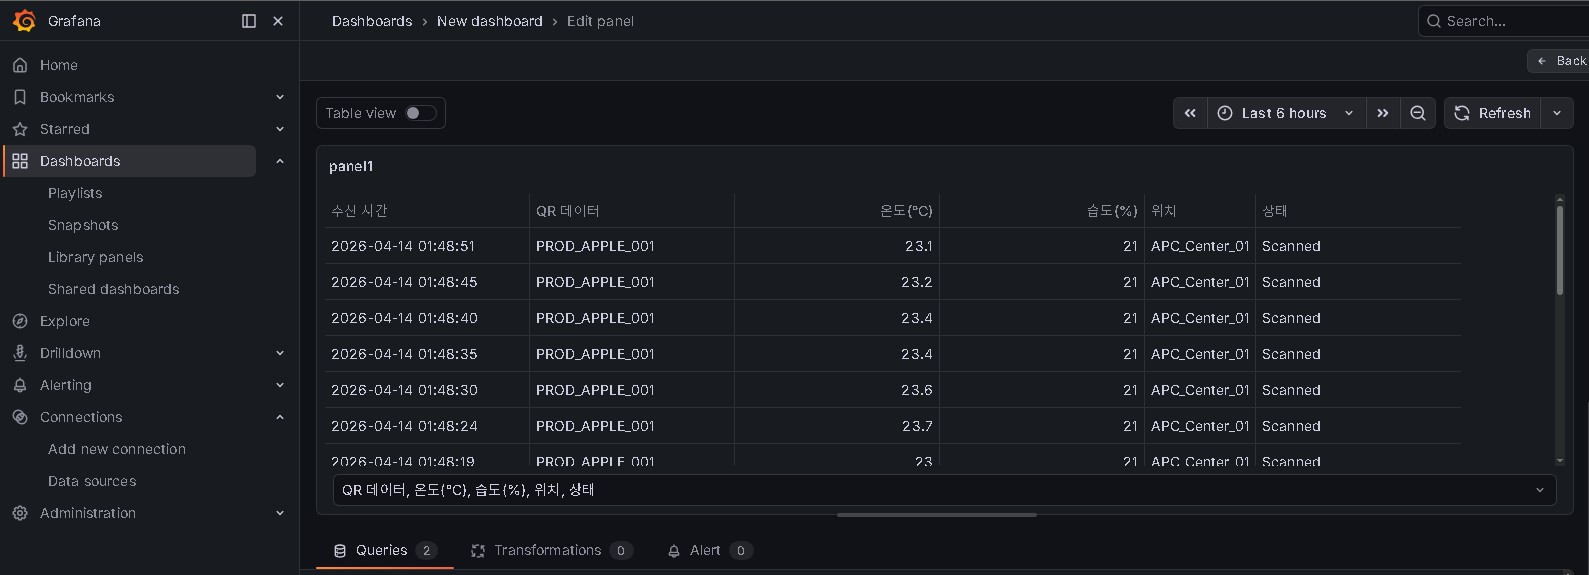 Grafana
Dashboards › New dashboard › Edit panel
Search...
Home
Back
Bookmarks
Starred
Dashboards
Playlists
Snapshots
Library panels
Shared dashboards
Explore
Drilldown
Alerting
Connections
Add new connection
Data sources
Administration
Table view
Last 6 hours
Refresh
panel1
수신 시간 QR 데이터 온도(°C) 습도(%) 위치 상태
2026-04-14 01:48:51 PROD_APPLE_001 23.1 21 APC_Center_01 Scanned
2026-04-14 01:48:45 PROD_APPLE_001 23.2 21 APC_Center_01 Scanned
2026-04-14 01:48:40 PROD_APPLE_001 23.4 21 APC_Center_01 Scanned
2026-04-14 01:48:35 PROD_APPLE_001 23.4 21 APC_Center_01 Scanned
2026-04-14 01:48:30 PROD_APPLE_001 23.6 21 APC_Center_01 Scanned
2026-04-14 01:48:24 PROD_APPLE_001 23.7 21 APC_Center_01 Scanned
2026-04-14 01:48:19 PROD_APPLE_001 23 21 APC_Center_01 Scanned
QR 데이터, 온도(°C), 습도(%), 위치, 상태
Queries 2 Transformations 0 Alert 0